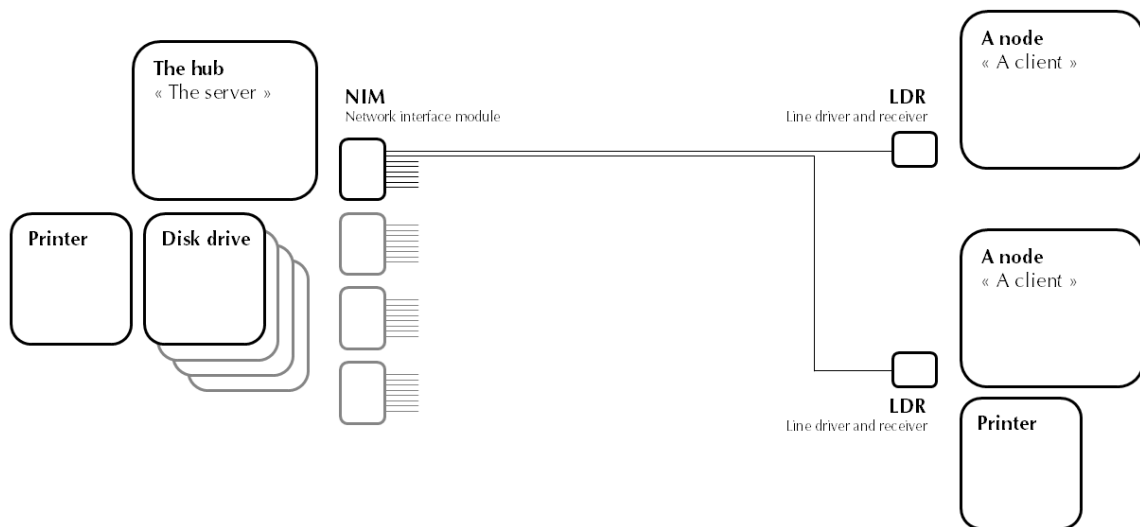 The hub
« The server »
NIM
Network interface module
LDR
Line driver and receiver
A node
« A client »
Printer
Disk drive
A node
« A client »
LDR
Line driver and receiver
Printer